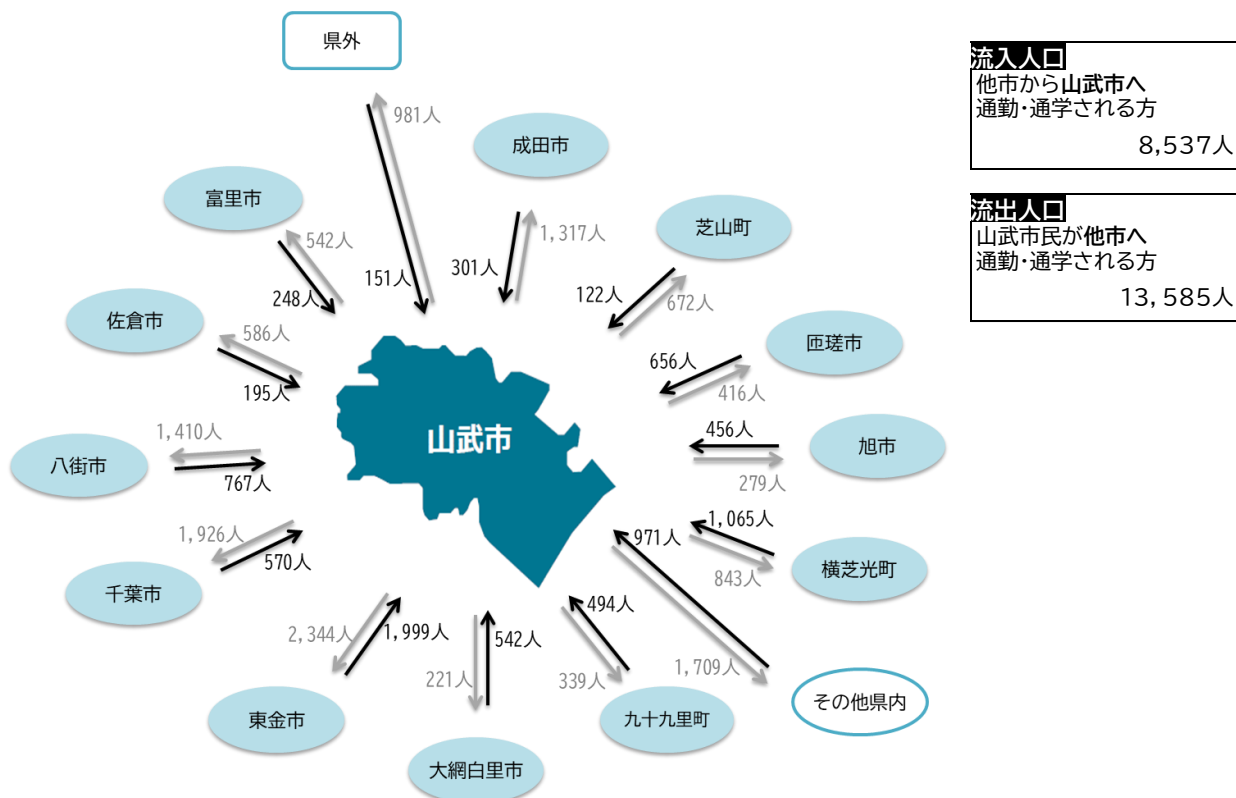 県外
981人
151人
成田市
1,317人
301人
芝山町
122人
672人
匝瑳市
656人
416人
旭市
456人
279人
横芝光町
1,065人
843人
その他県内
971人
1,709人
九十九里町
494人
339人
大網白里市
542人
221人
東金市
2,344人
1,999人
千葉市
1,926人
570人
八街市
1,410人
767人
佐倉市
586人
195人
富里市
542人
248人
山武市
流入人口
他市から山武市へ
通勤・通学される方
8,537人
流出人口
山武市民が他市へ
通勤・通学される方
13,585人